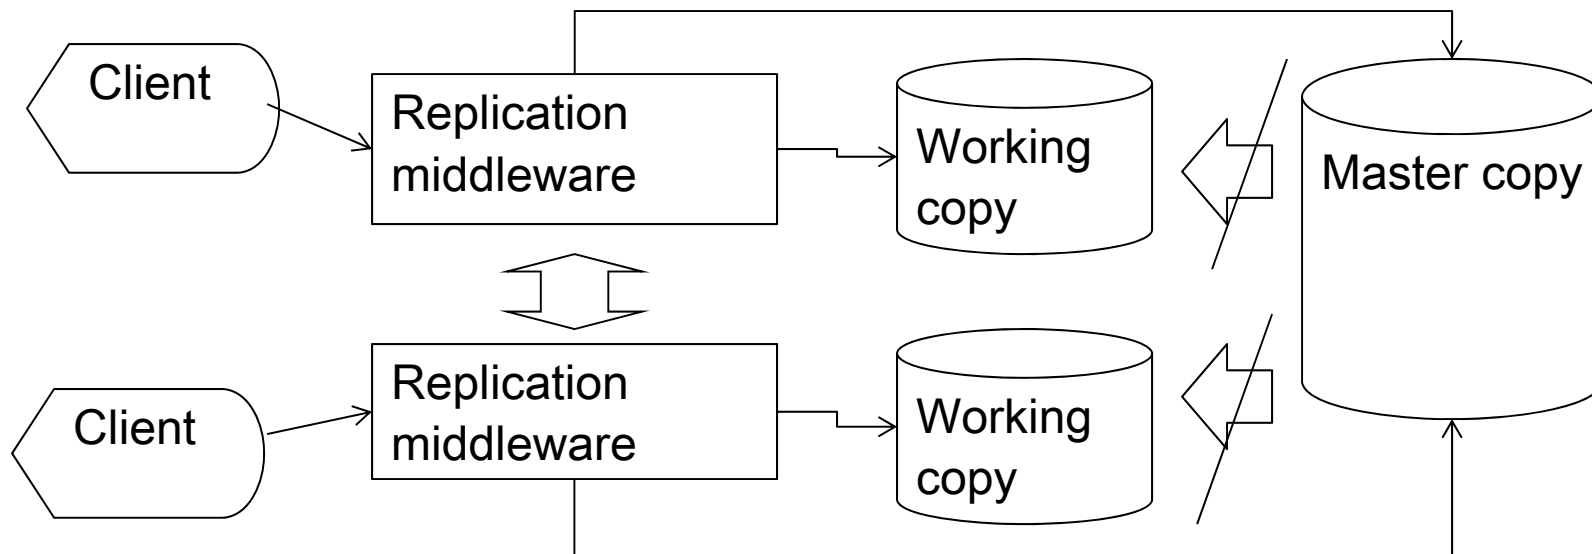 Client
Replication
middleware
Working
copy
Master copy
Client
Replication
middleware
Working
copy